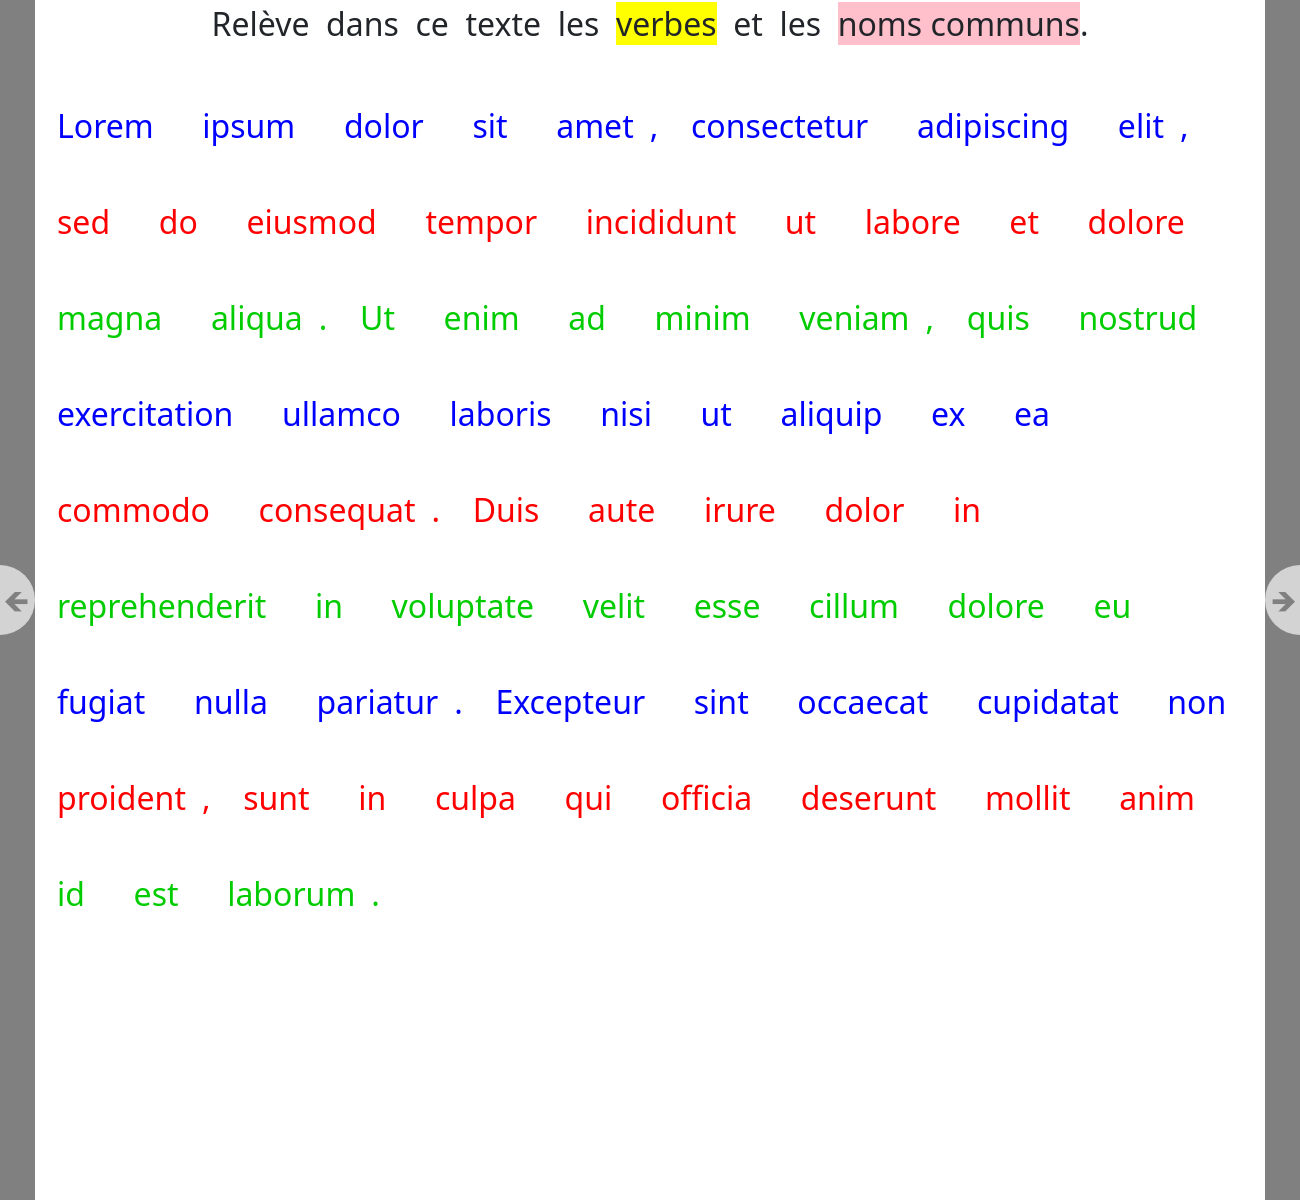 Relève dans ce texte les verbes et les noms communs.
Lorem ipsum dolor sit amet , consectetur adipiscing elit ,
sed do eiusmod tempor incididunt ut labore et dolore
magna aliqua . Ut enim ad minim veniam , quis nostrud
exercitation ullamco laboris nisi ut aliquip ex ea
commodo consequat . Duis aute irure dolor in
reprehenderit in voluptate velit esse cillum dolore eu
fugiat nulla pariatur . Excepteur sint occaecat cupidatat non
proident , sunt in culpa qui officia deserunt mollit anim
id est laborum .